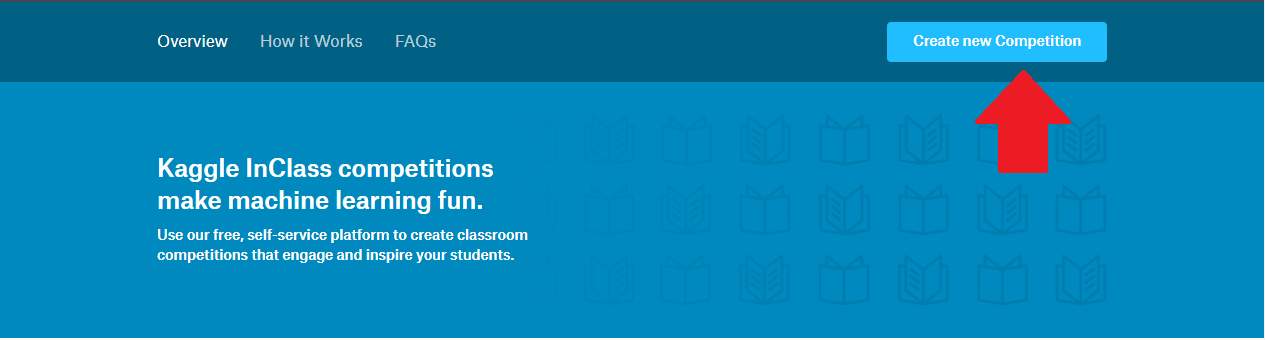 Overview How it Works FAQs Create new Competition
Kaggle InClass competitions
make machine learning fun.
Use our free, self-service platform to create classroom
competitions that engage and inspire your students.